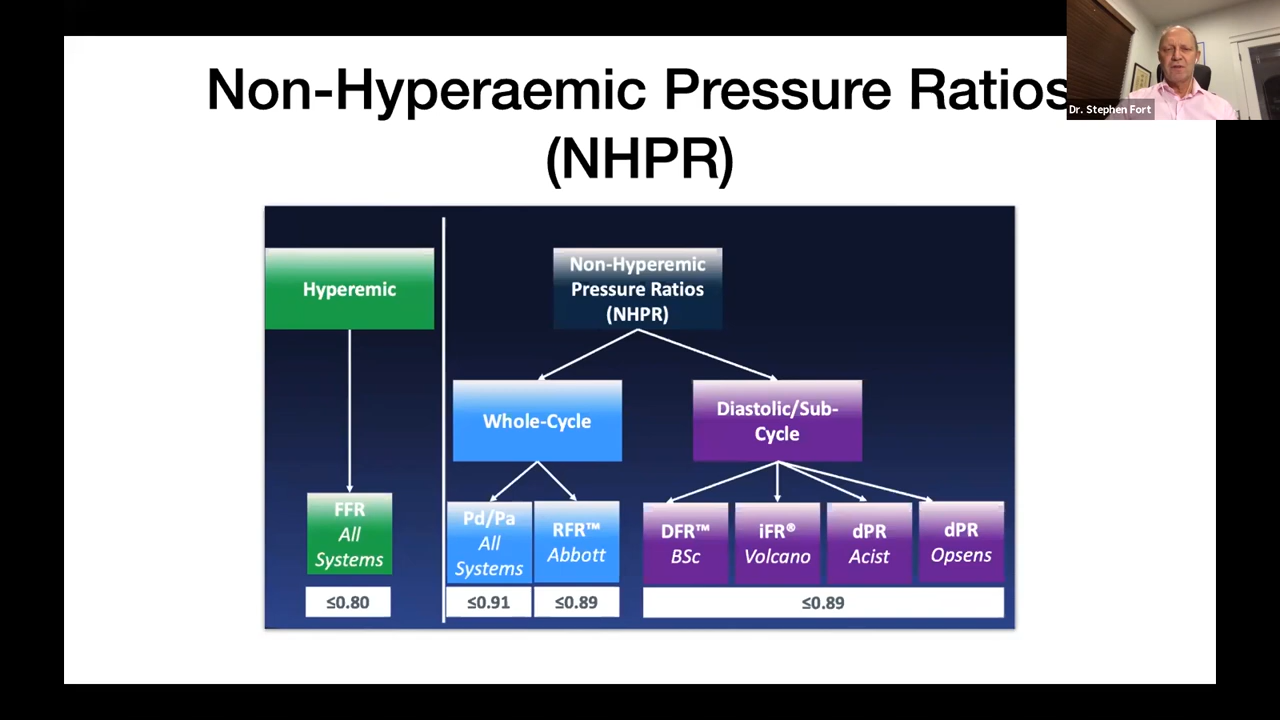 Non-Hyperaemic Pressure Ratios
(NHPR)
Dr. Stephen Fort
Hyperemic
Non-Hyperemic
Pressure Ratios
(NHPR)
Whole-Cycle
Diastolic/Sub-
Cycle
FFR
All
Systems
Pd/Pa
All
Systems
RFR™
Abbott
DFR™
BSc
iFR®
Volcano
dPR
Acist
dPR
Opsens
≤0.80
≤0.91
≤0.89
≤0.89